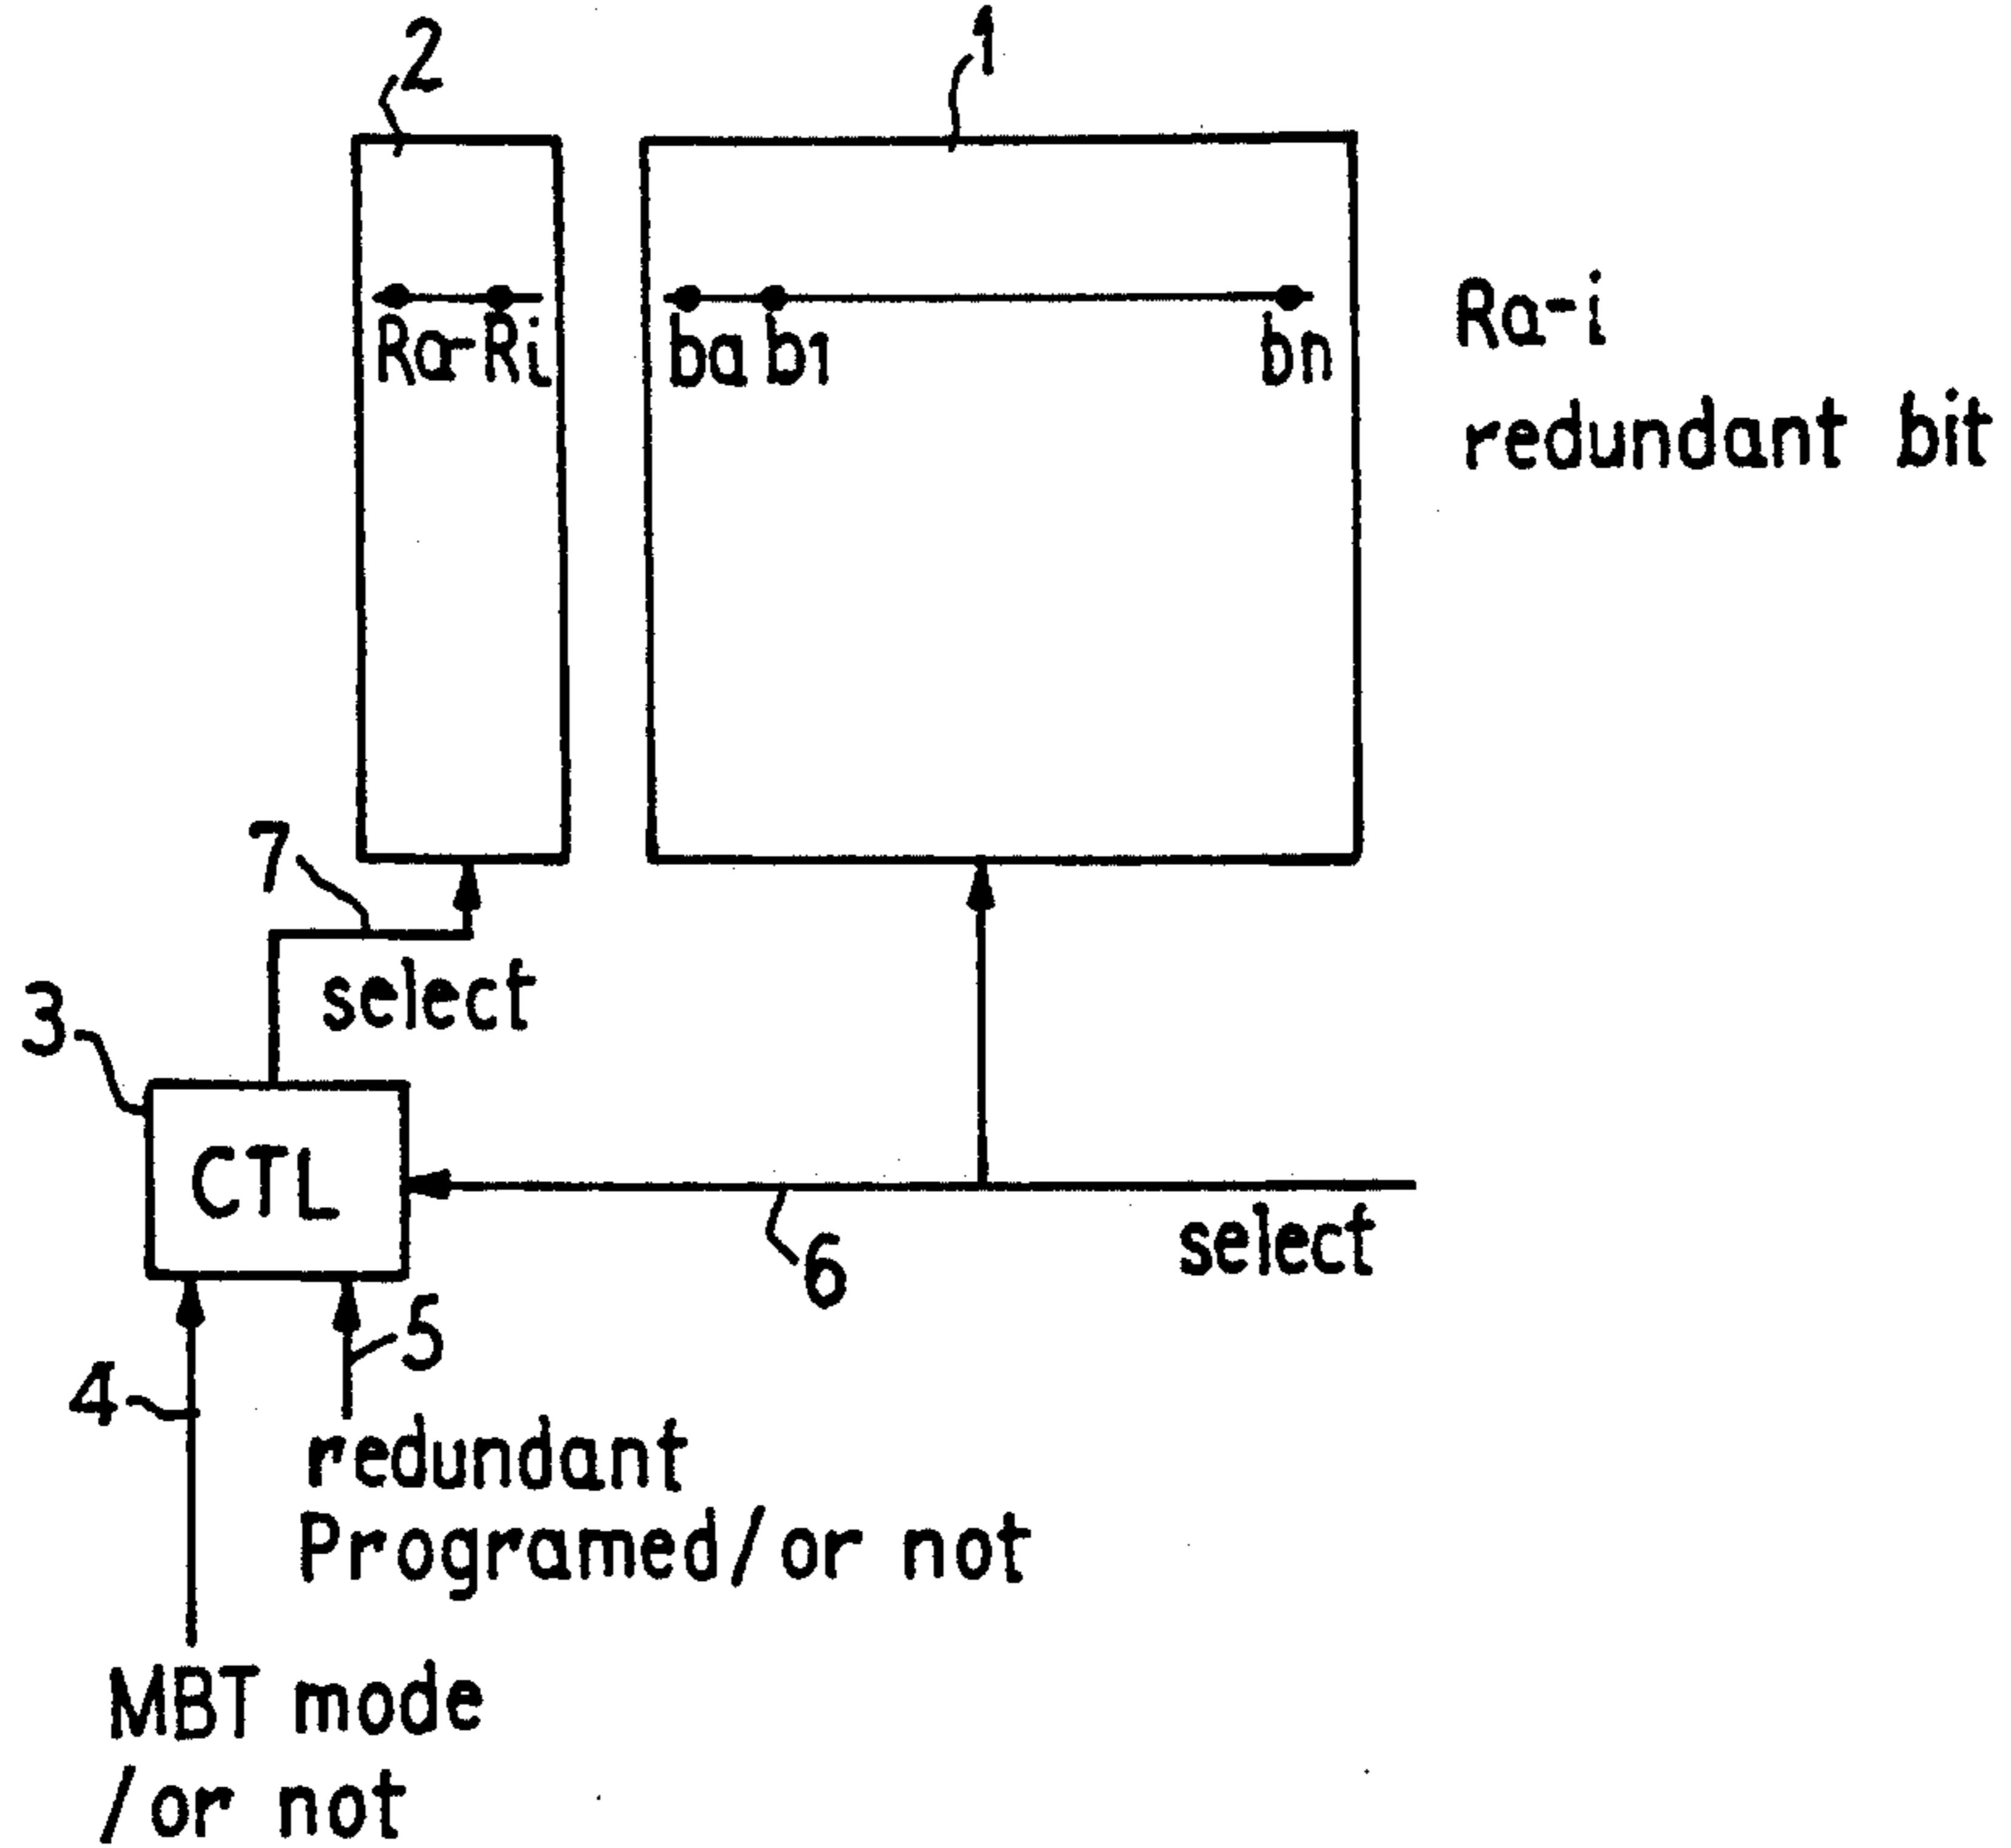 2
1
Ra-Ri
ba b1
bn
Ra-i
redundant bit
7
select
3
CTL
6
select
5
4
redundant
Programed/or not
MBT mode
/or not